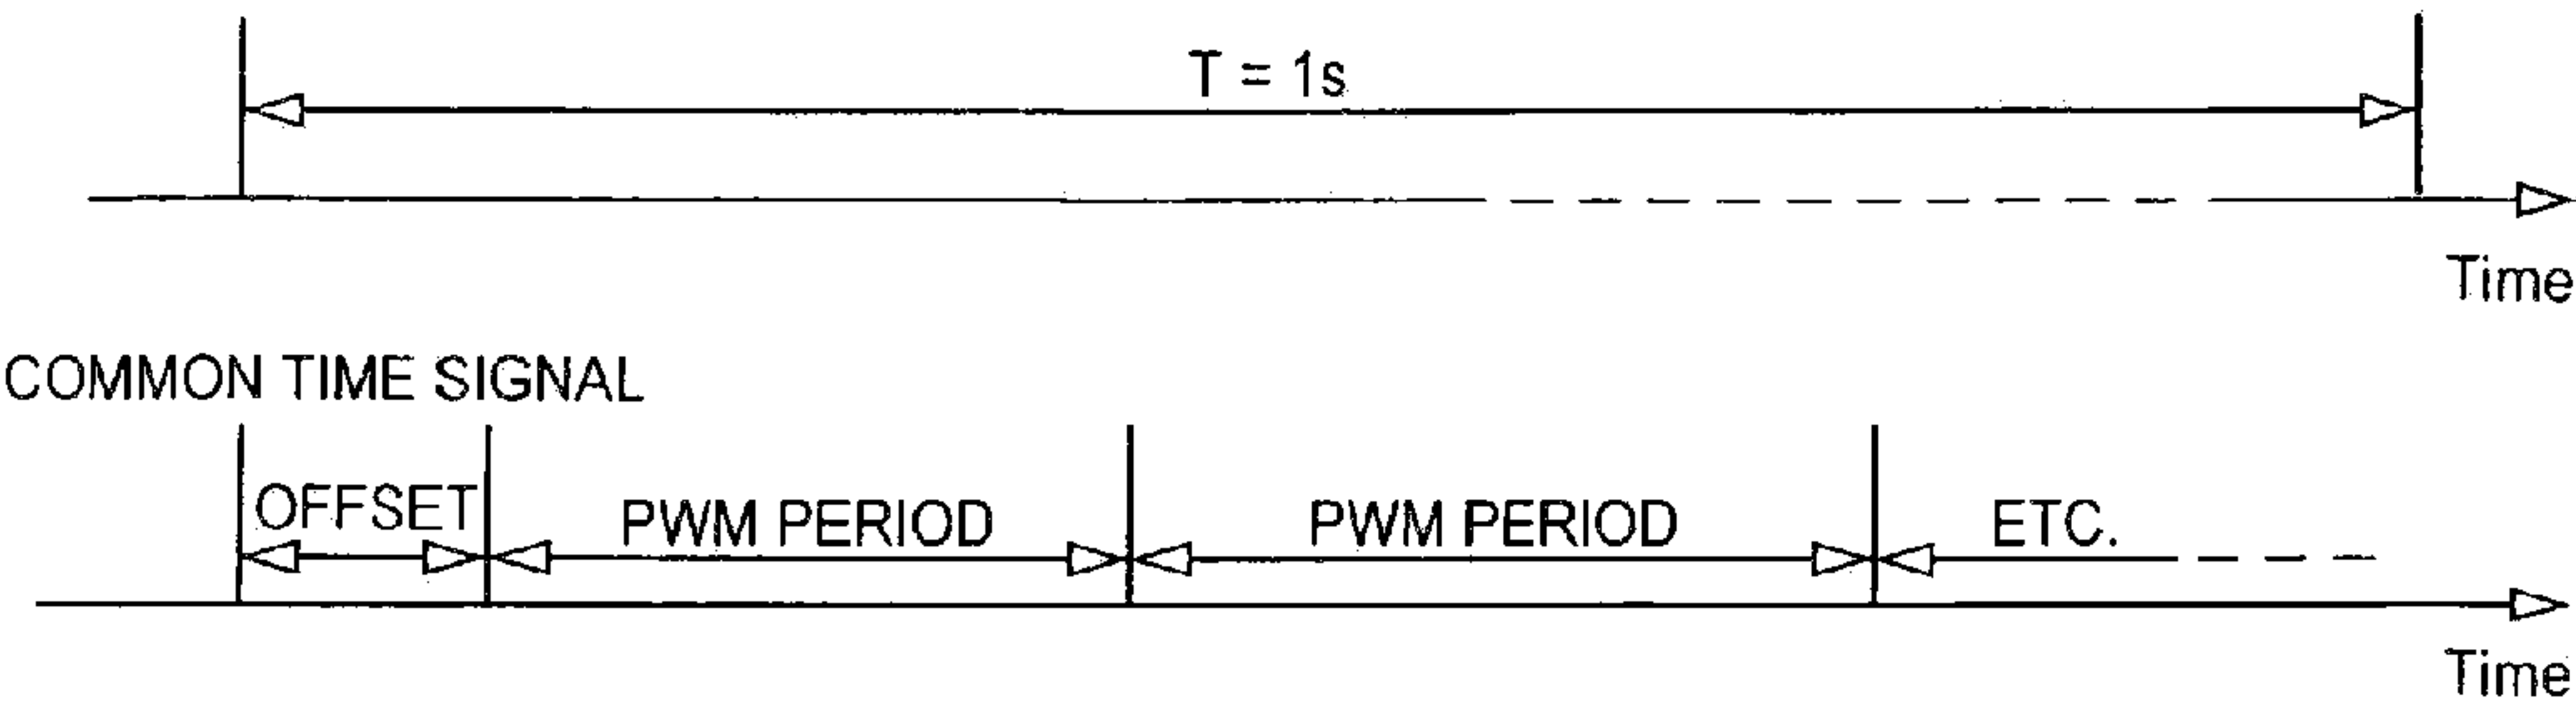 T = 1s
Time
COMMON TIME SIGNAL
OFFSET
PWM PERIOD
PWM PERIOD
ETC.
Time